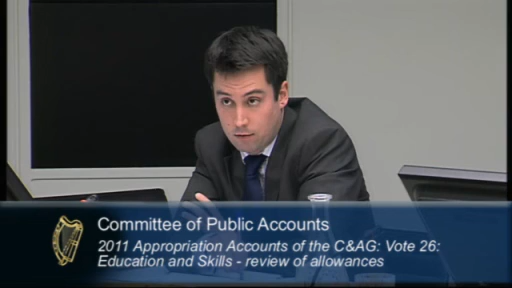 Committee of Public Accounts
2011 Appropriation Accounts of the C&AG: Vote 26:
Education and Skills - review of allowances